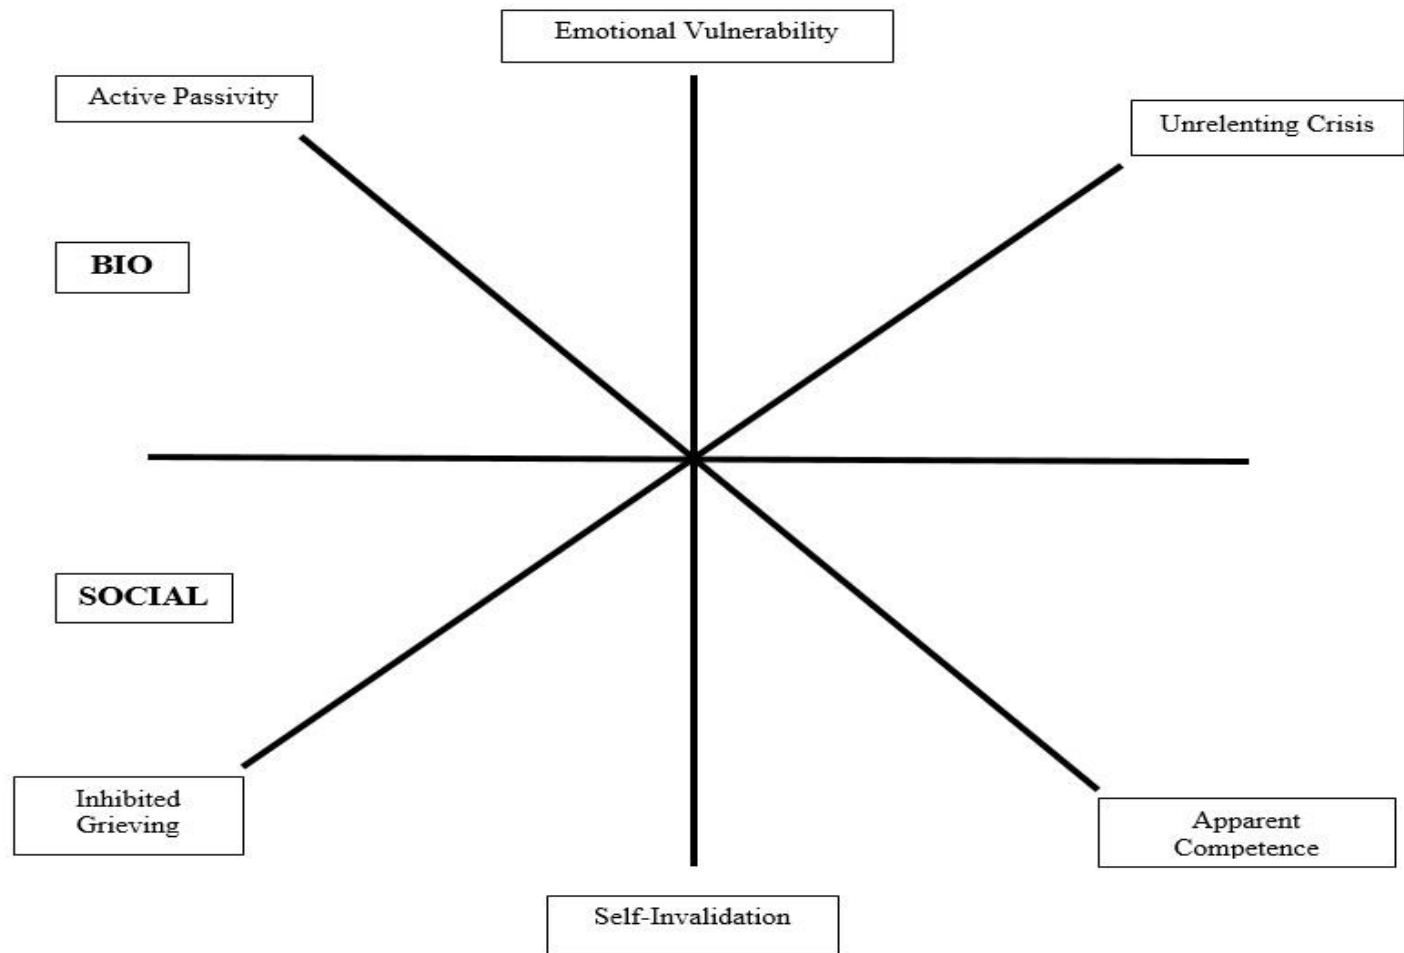 Emotional Vulnerability
Active Passivity
Unrelenting Crisis
BIO
SOCIAL
Inhibited
Grieving
Apparent
Competence
Self-Invalidation